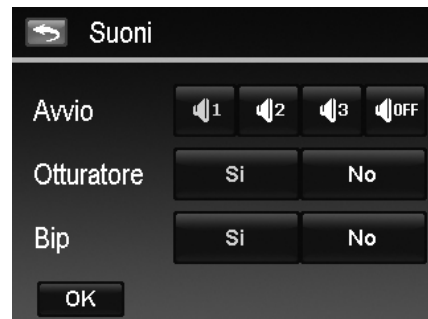 Suoni
Avvio 1 2 3 OFF
Otturatore Si No
Bip Si No
OK